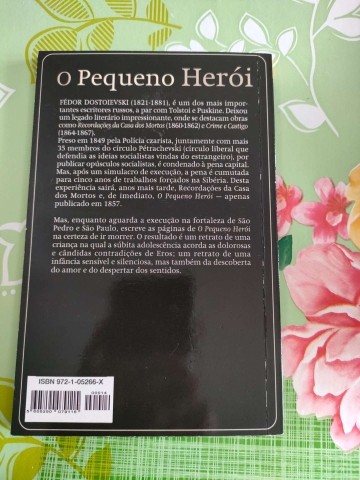 O Pequeno Herói
FÉDOR DOSTOIEVSKI (1821-1881), é um dos mais impor-
tantes escritores russos, a par com Tolstoi e Puskine. Deixou
um legado literário impressionante, onde se destacam obras
como Recordações da Casa dos Mortos (1860-1862) e Crime e Castigo
(1864-1867).
Preso em 1849 pela Polícia czarista, juntamente com mais
35 membros do círculo Petrachevski (círculo liberal que
defendia as ideias socialistas vindas do estrangeiro), por
publicar opúsculos socialistas, é condenado à pena capital.
Mas, após um simulacro de execução, a pena é cumutada
para cinco anos de trabalhos forçados na Sibéria. Desta
experiência sairá, anos mais tarde, Recordações da Casa
dos Mortos e, de imediato, O Pequeno Herói — apenas
publicado em 1857.
Mas, enquanto aguarda a execução na fortaleza de São
Pedro e São Paulo, escreve as páginas de O Pequeno Herói
na certeza de ir morrer. O resultado é um retrato de uma
criança na qual a súbita adolescência acorda as dolorosas
e cândidas contradições de Eros; um retrato de uma
infância sensível e silenciosa, mas também da descoberta
do amor e do despertar dos sentidos.
ISBN 972-1-05266-X